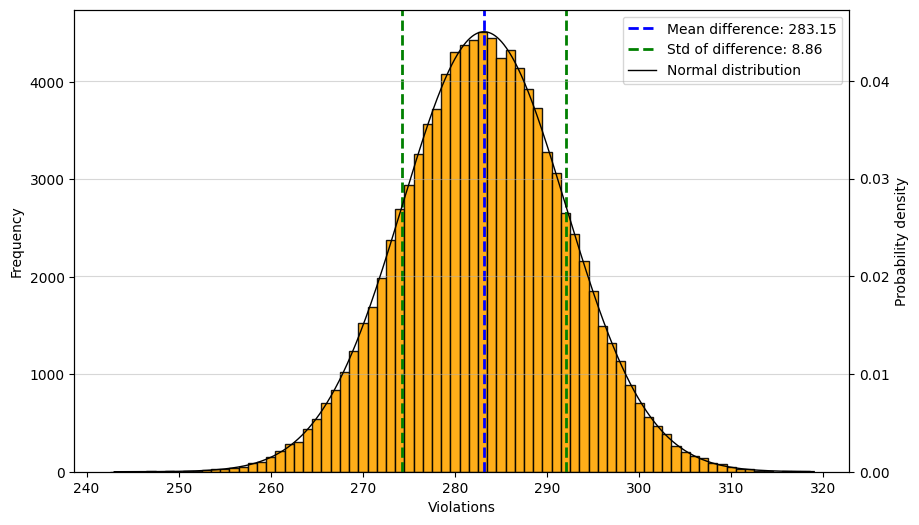 Mean difference: 283.15
Std of difference: 8.86
Normal distribution
4000
3000
2000
1000
0
Frequency
0.04
0.03
0.02
0.01
0.00
Probability density
240 250 260 270 280 290 300 310 320
Violations